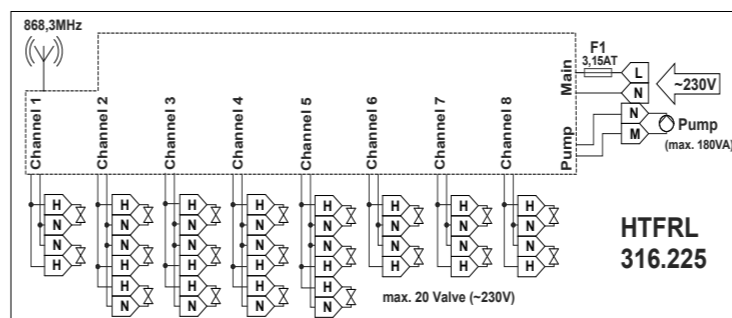 868,3MHz
F1
3,15AT
Main
L
N
~230V
Pump
N
M
Pump
(max. 180VA)
Channel 1
Channel 2
Channel 3
Channel 4
Channel 5
Channel 6
Channel 7
Channel 8
H H H H H H H H
N N N N N N N N
N N N N N N N N
H H H H H H H H
H H H H
N N N N
HTFRL
316.225
max. 20 Valve (~230V)